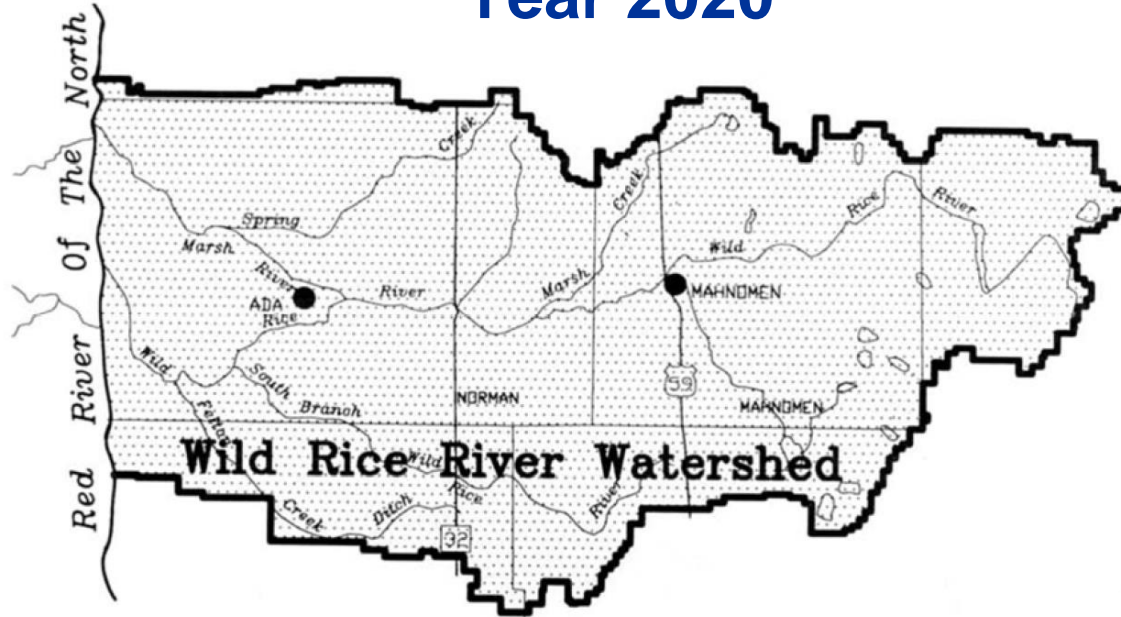 Year 2020
Red River Of The North
Creek
Spring
Marsh
River
River
ADA
Rice
Wild
South
Branch
Felton
Creek
Ditch
Wild
Rice
River
NORMAN
32
Marsh
Creek
Wild
Rice
River
MAHNOMEN
59
MAHNOMEN
Wild Rice River Watershed